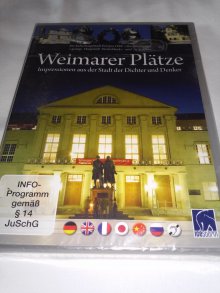 Weimarer Plätze
Impressionen aus der Stadt der Dichter und Denker
INFO-
Programm
gemäß
§ 14
JuSchG